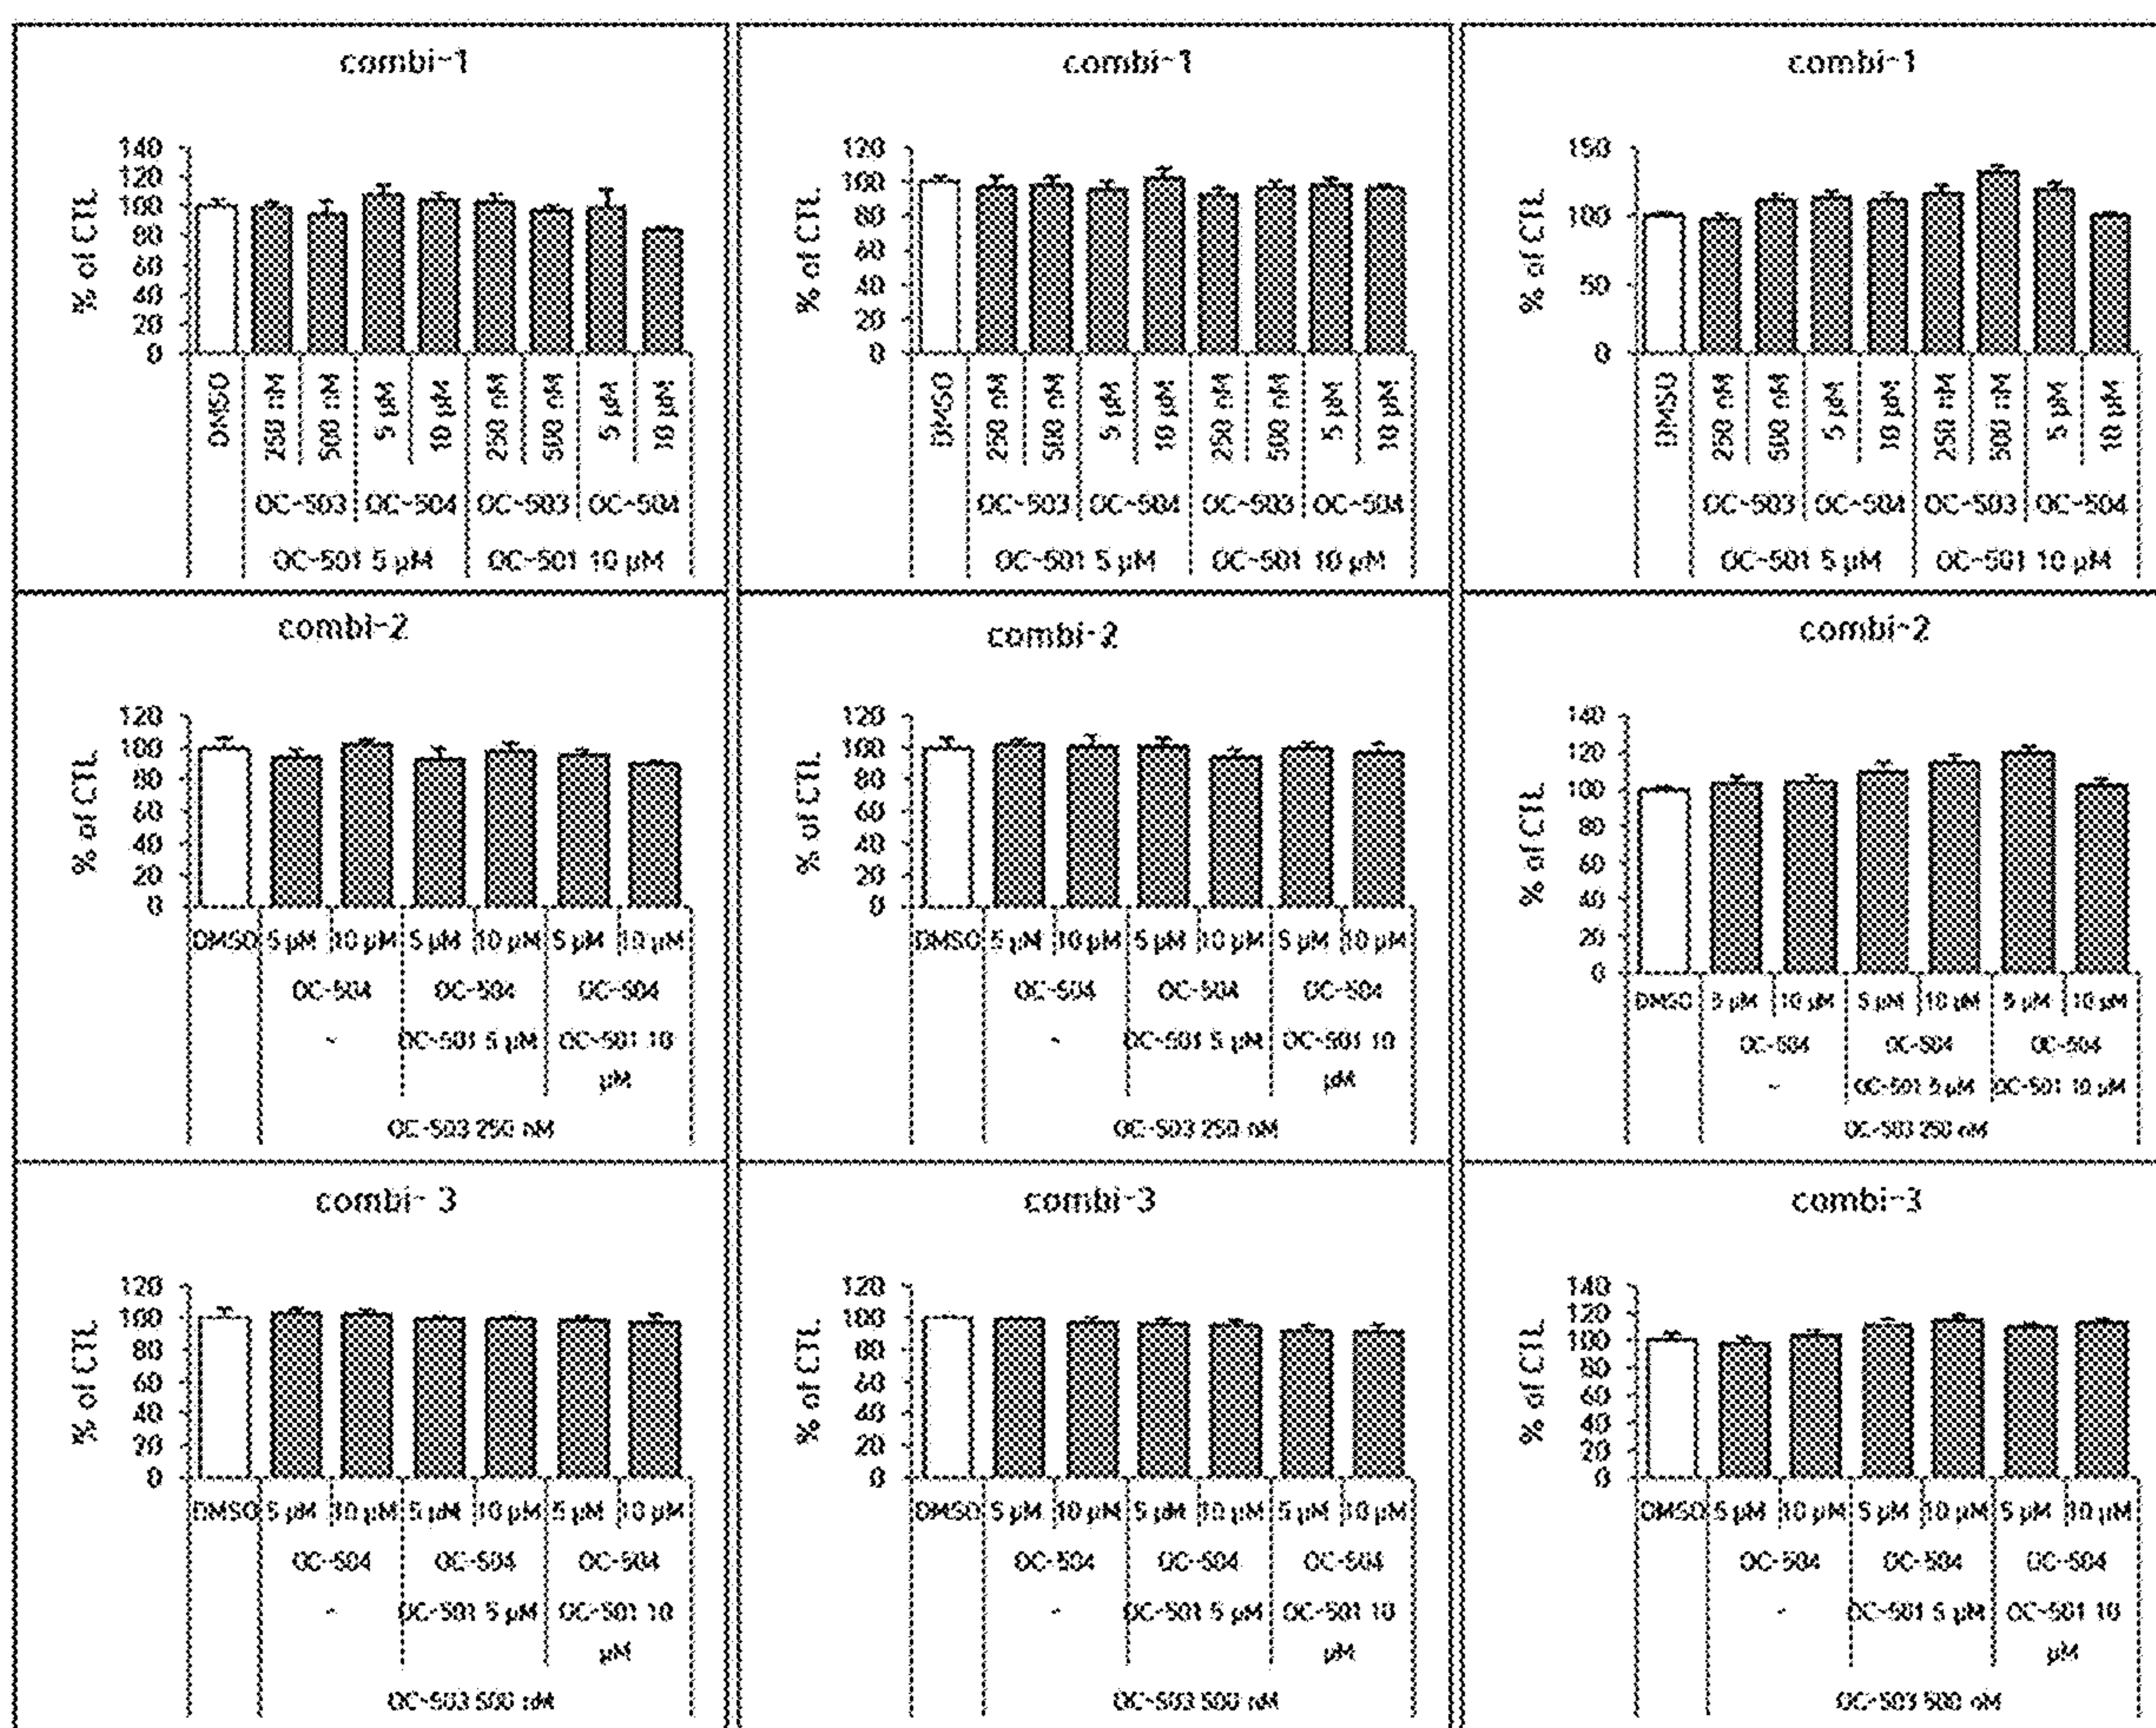 combi-1
% of CTL
140
120
100
80
60
40
20
0
DMSO 250 nM 500 nM 5 µM 10 µM 250 nM 500 nM 5 µM 10 µM
OC-503 OC-504 OC-503 OC-504
OC-501 5 µM OC-501 10 µM
combi-1
% of CTL
120
100
80
60
40
20
0
DMSO 250 nM 500 nM 5 µM 10 µM 250 nM 500 nM 5 µM 10 µM
OC-503 OC-504 OC-503 OC-504
OC-501 5 µM OC-501 10 µM
combi-1
% of CTL
150
100
50
0
DMSO 250 nM 500 nM 5 µM 10 µM 250 nM 500 nM 5 µM 10 µM
OC-503 OC-504 OC-503 OC-504
OC-501 5 µM OC-501 10 µM
combi-2
% of CTL
120
100
80
60
40
20
0
DMSO 5 µM 10 µM 5 µM 10 µM 5 µM 10 µM
OC-504 OC-504 OC-504
- OC-501 5 µM OC-501 10
µM
OC-503 250 nM
combi-2
% of CTL
120
100
80
60
40
20
0
DMSO 5 µM 10 µM 5 µM 10 µM 5 µM 10 µM
OC-504 OC-504 OC-504
- OC-501 5 µM OC-501 10
µM
OC-503 250 nM
combi-2
% of CTL
140
120
100
80
60
40
20
0
DMSO 5 µM 10 µM 5 µM 10 µM 5 µM 10 µM
OC-504 OC-504 OC-504
- OC-501 5 µM OC-501 10 µM
OC-503 250 nM
combi- 3
% of CTL
120
100
80
60
40
20
0
DMSO 5 µM 10 µM 5 µM 10 µM 5 µM 10 µM
OC-504 OC-504 OC-504
- OC-501 5 µM OC-501 10
µM
OC-503 500 nM
combi-3
% of CTL
120
100
80
60
40
20
0
DMSO 5 µM 10 µM 5 µM 10 µM 5 µM 10 µM
OC-504 OC-504 OC-504
- OC-501 5 µM OC-501 10
µM
OC-503 500 nM
combi-3
% of CTL
140
120
100
80
60
40
20
0
DMSO 5 µM 10 µM 5 µM 10 µM 5 µM 10 µM
OC-504 OC-504 OC-504
- OC-501 5 µM OC-501 10
µM
OC-503 500 nM